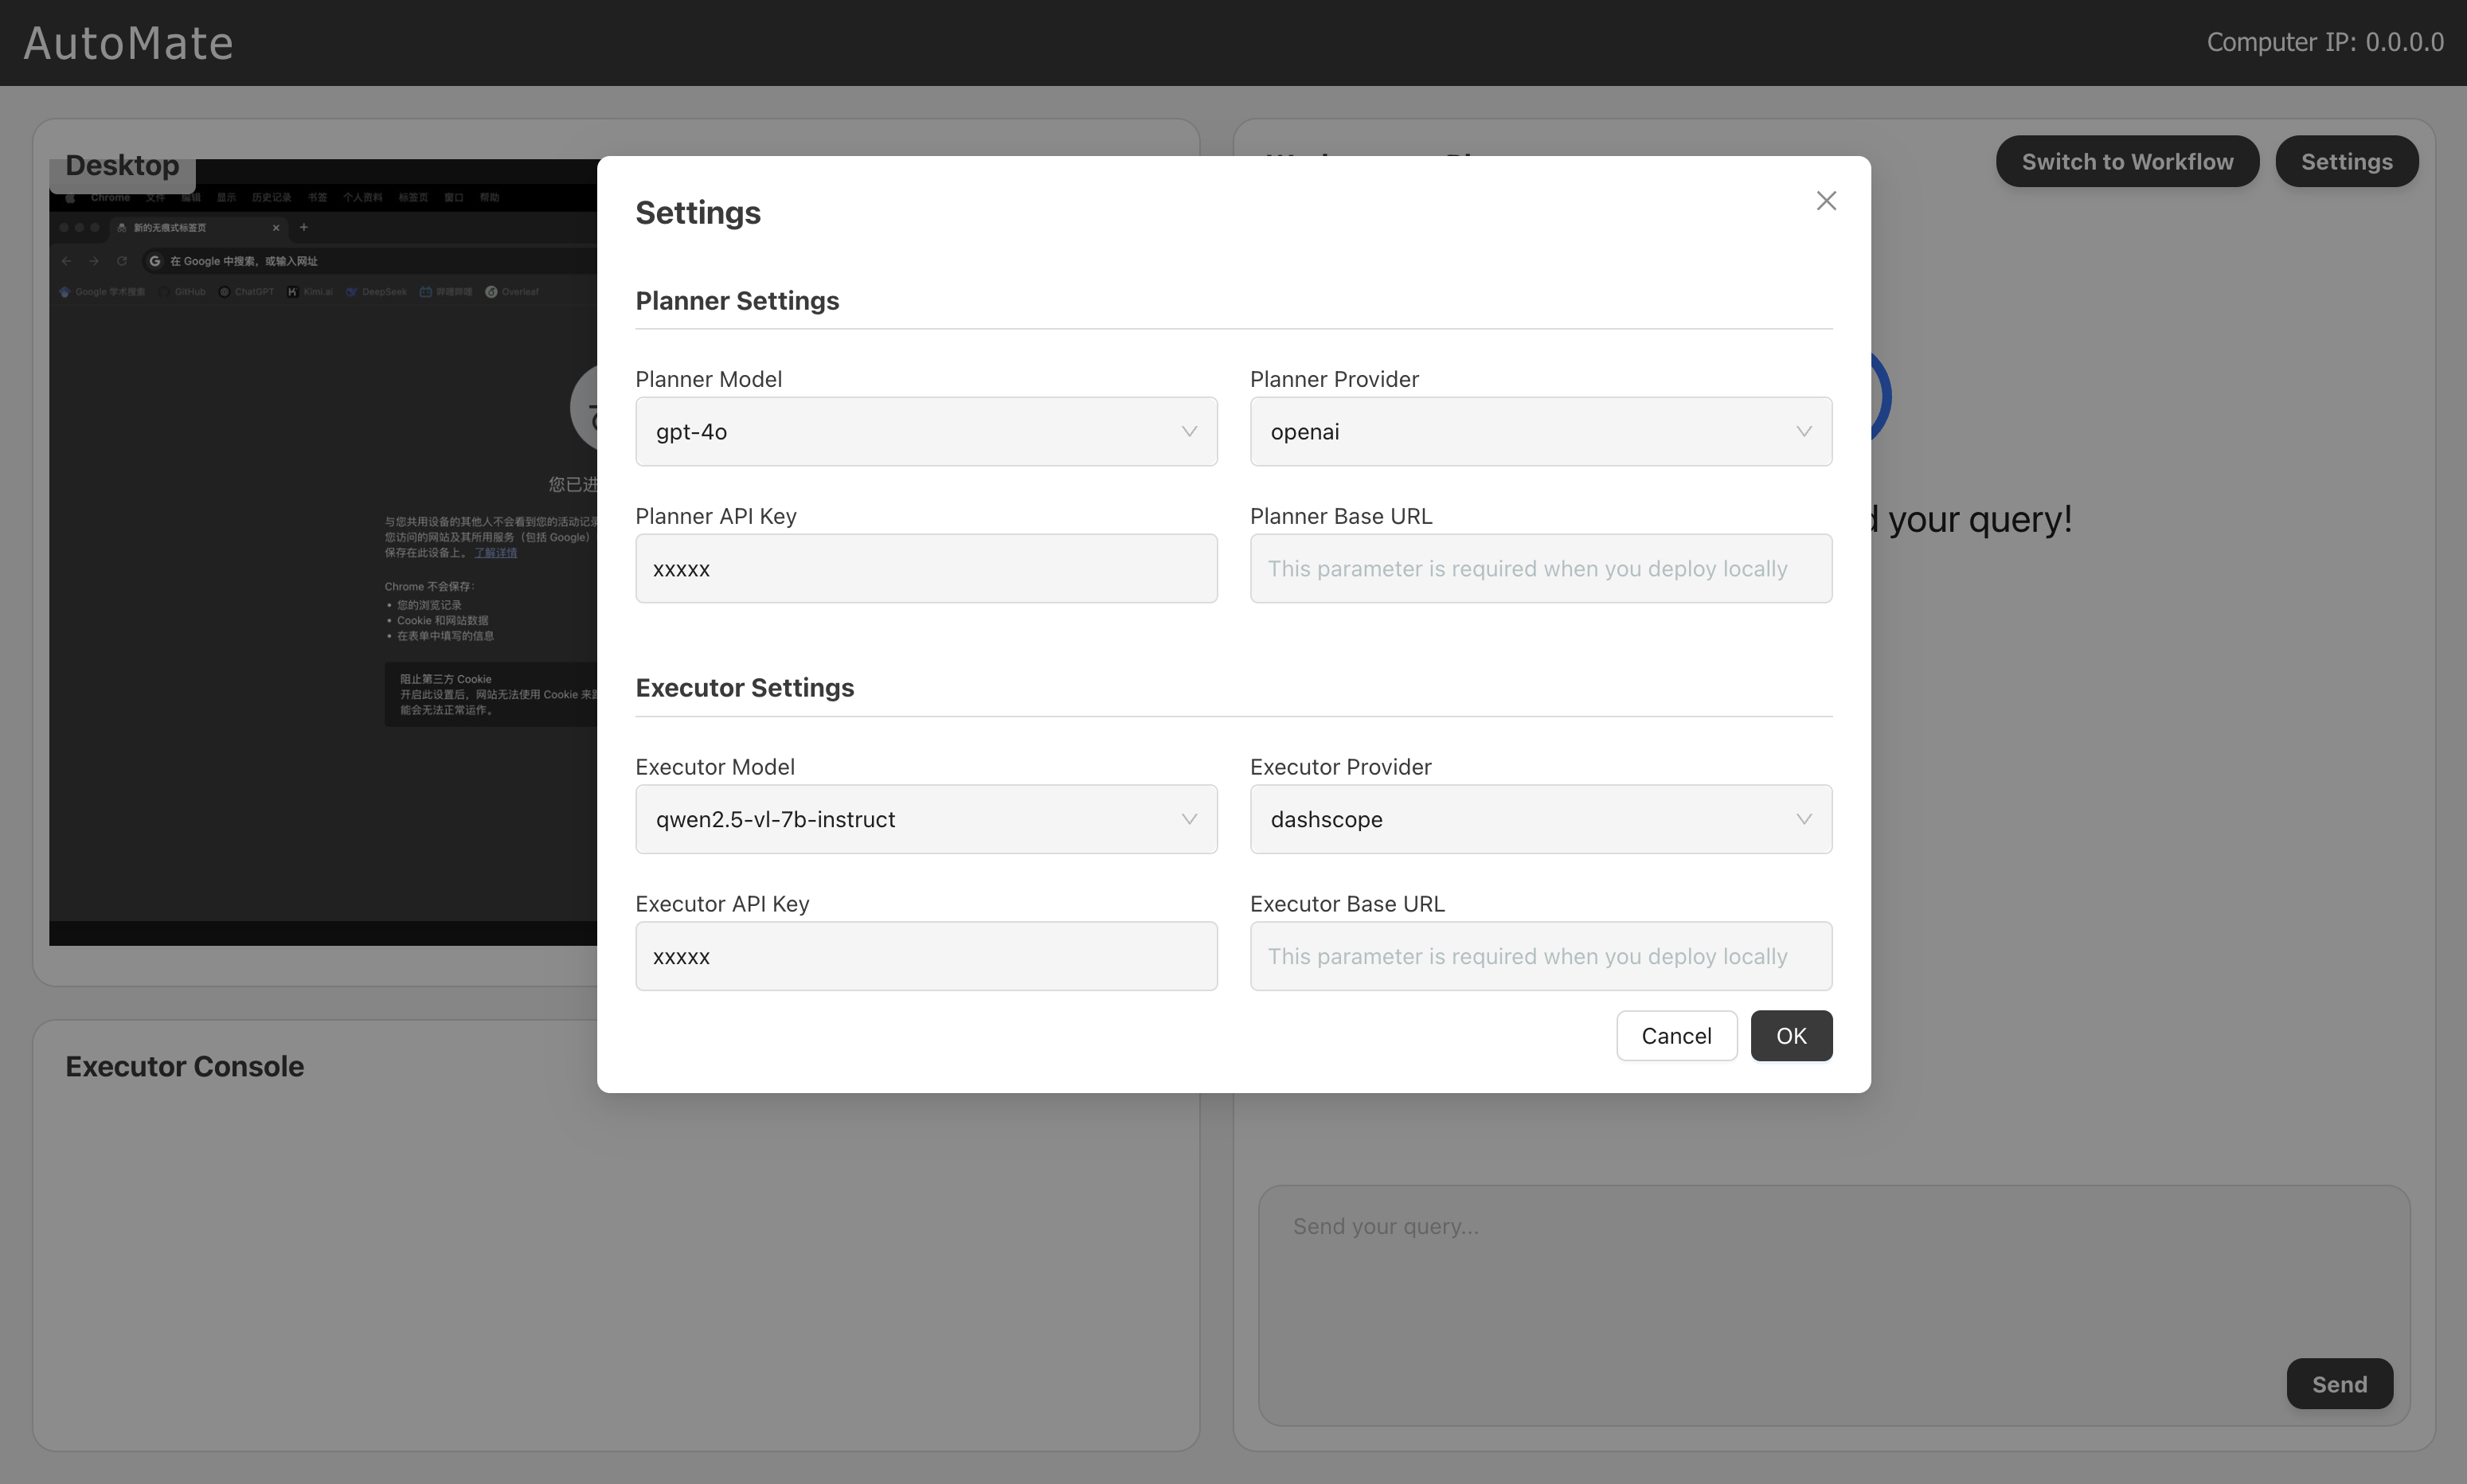 AutoMate
Computer IP: 0.0.0.0
Desktop
Chrome 文件 编辑 显示 历史记录 书签 个人资料 标签页 窗口 帮助
新的无痕式标签页
在 Google 中搜索，或输入网址
Google 学术搜索 GitHub ChatGPT Kimi.ai DeepSeek 哔哩哔哩 Overleaf
您已进
与您共用设备的其他人不会看到您的活动记录
您访问的网站及其所用服务（包括 Google）
保存在此设备上。 了解详情
Chrome 不会保存：
• 您的浏览记录
• Cookie 和网站数据
• 在表单中填写的信息
阻止第三方 Cookie
开启此设置后，网站无法使用 Cookie 来跟
能会无法正常运作。
Executor Console
Switch to Workflow
Settings
your query!
Send your query...
Send
Settings
Planner Settings
Planner Model
gpt-4o
Planner Provider
openai
Planner API Key
xxxxx
Planner Base URL
This parameter is required when you deploy locally
Executor Settings
Executor Model
qwen2.5-vl-7b-instruct
Executor Provider
dashscope
Executor API Key
xxxxx
Executor Base URL
This parameter is required when you deploy locally
Cancel
OK